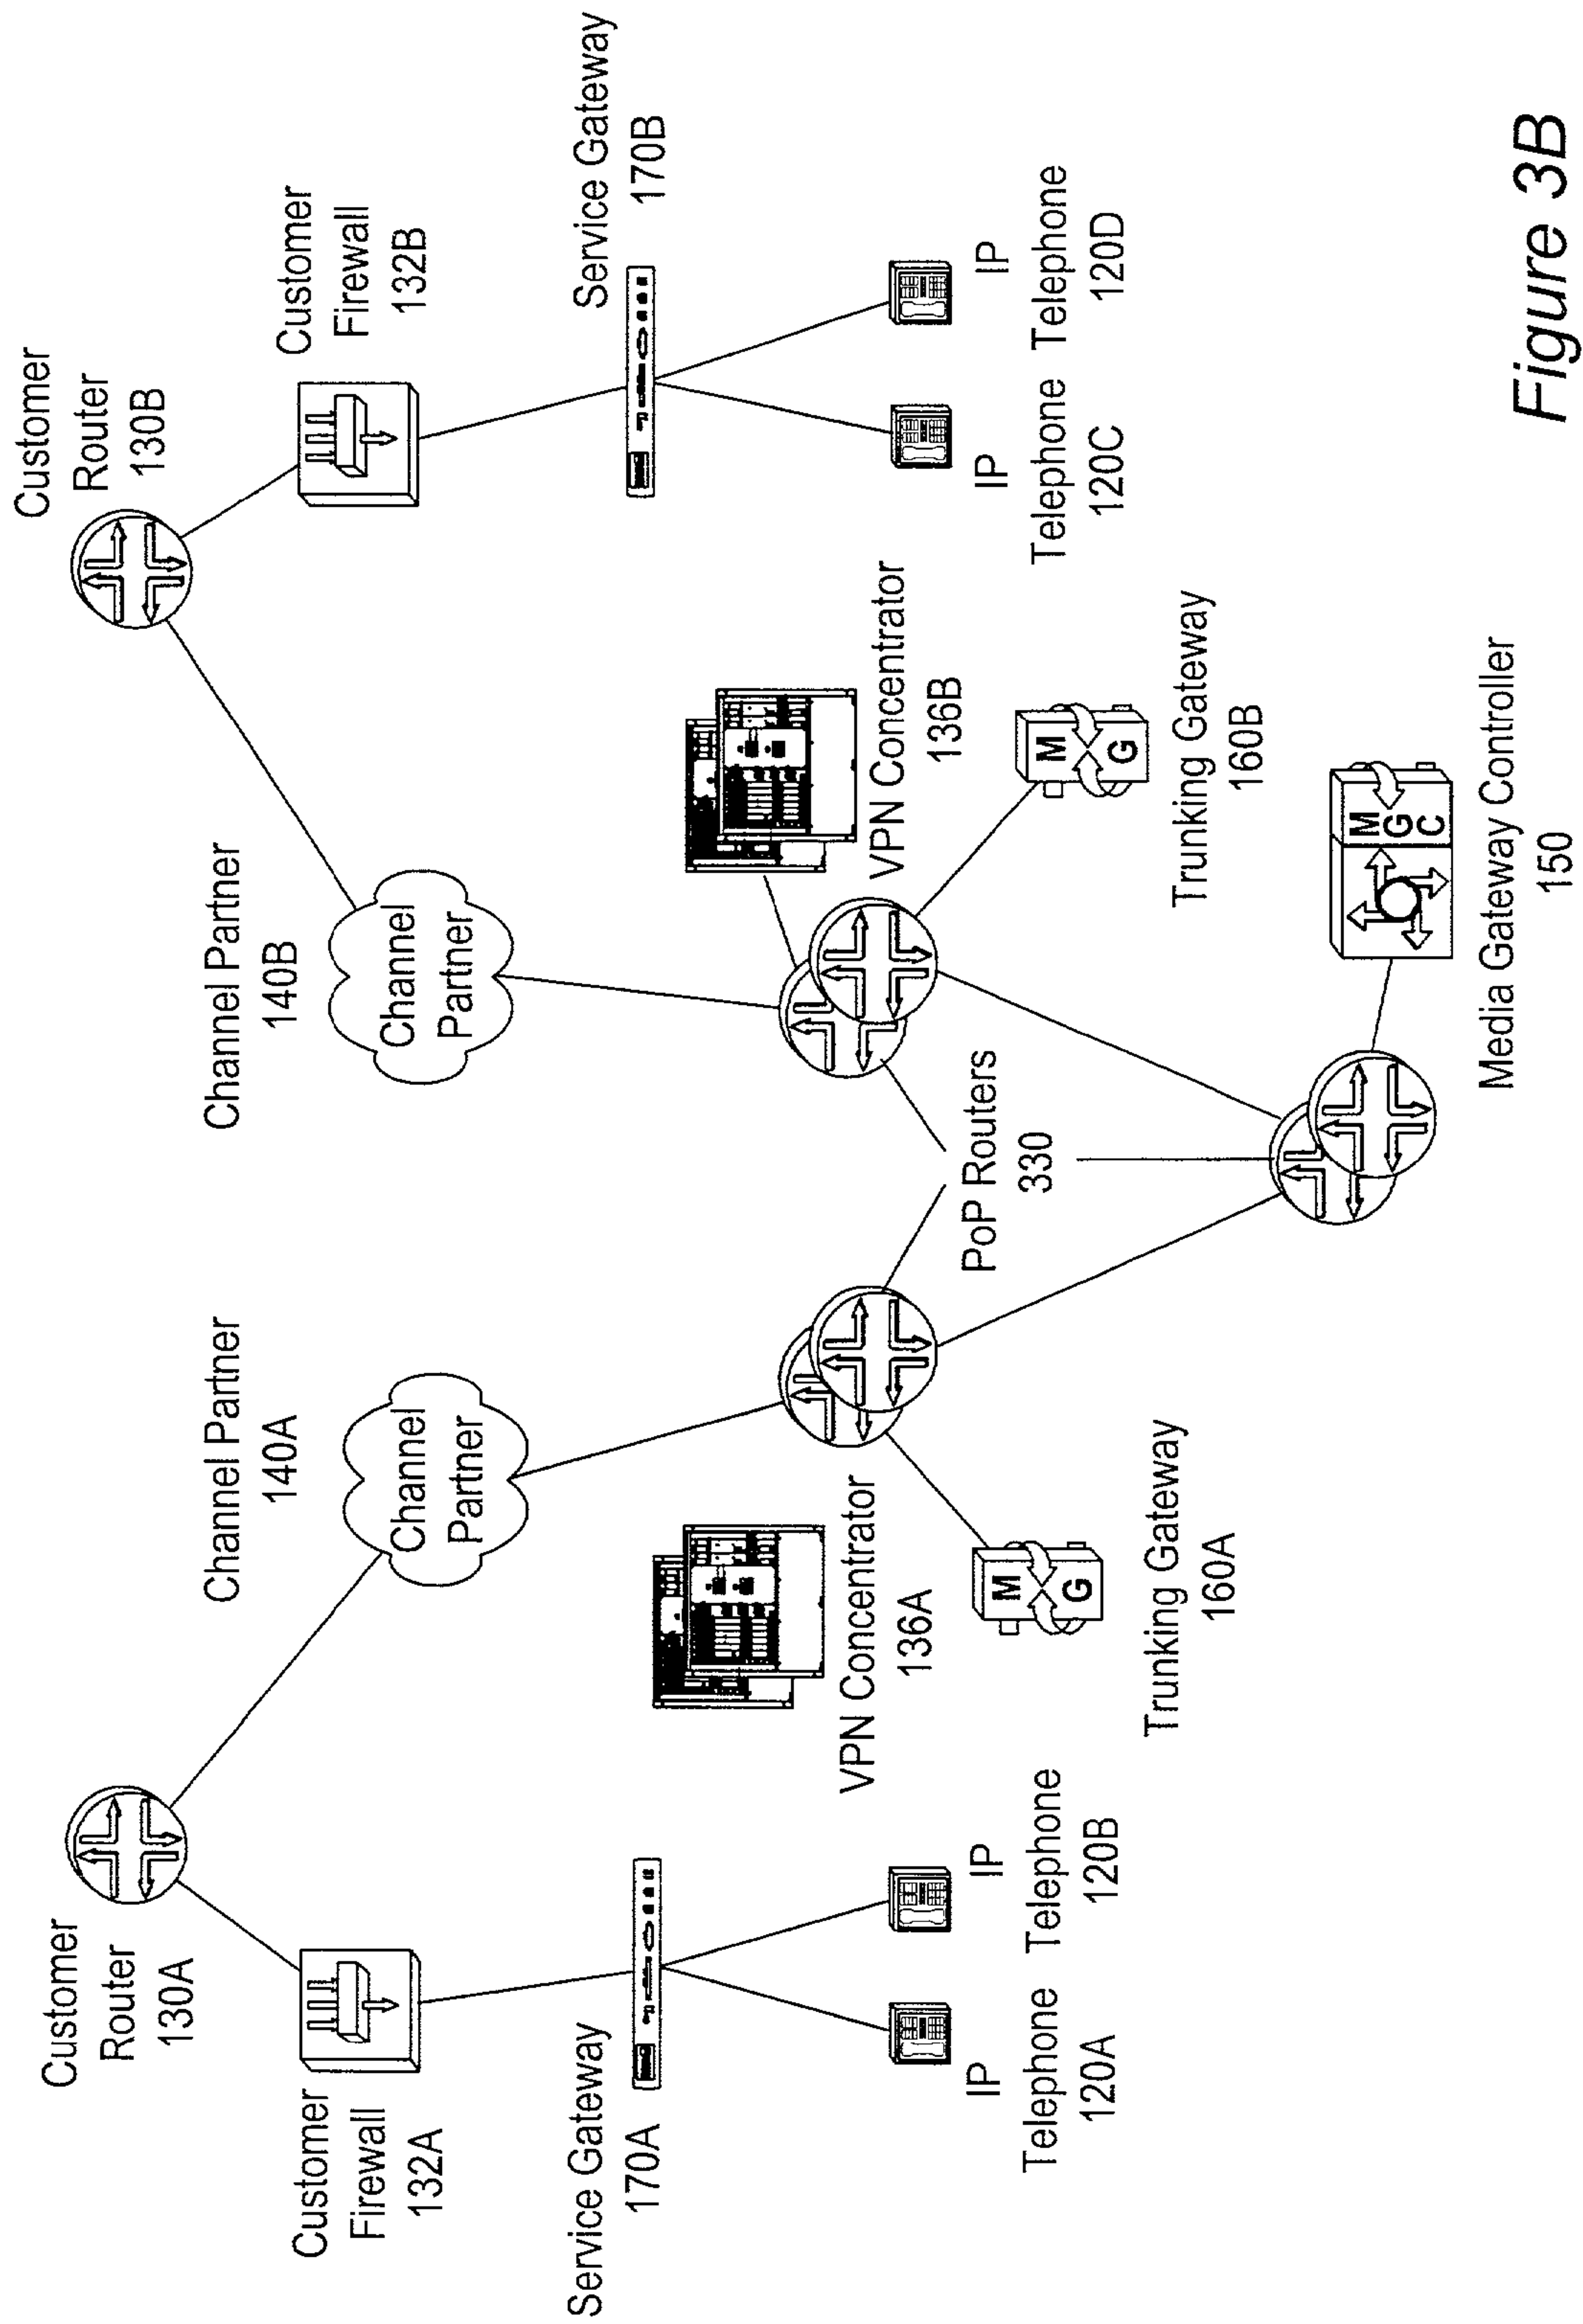 Customer
Router
130A
Customer
Router
130B
Customer
Firewall
132A
Channel Partner
140A
Channel
Partner
Channel Partner
140B
Channel
Partner
Customer
Firewall
132B
Service Gateway
170A
Service Gateway
170B
VPN Concentrator
136A
VPN Concentrator
136B
IP
Telephone
120A
IP
Telephone
120B
M
G
Trunking Gateway
160A
PoP Routers
330
M
G
Trunking Gateway
160B
IP
Telephone
120C
IP
Telephone
120D
M
G
C
Media Gateway Controller
150
Figure 3B